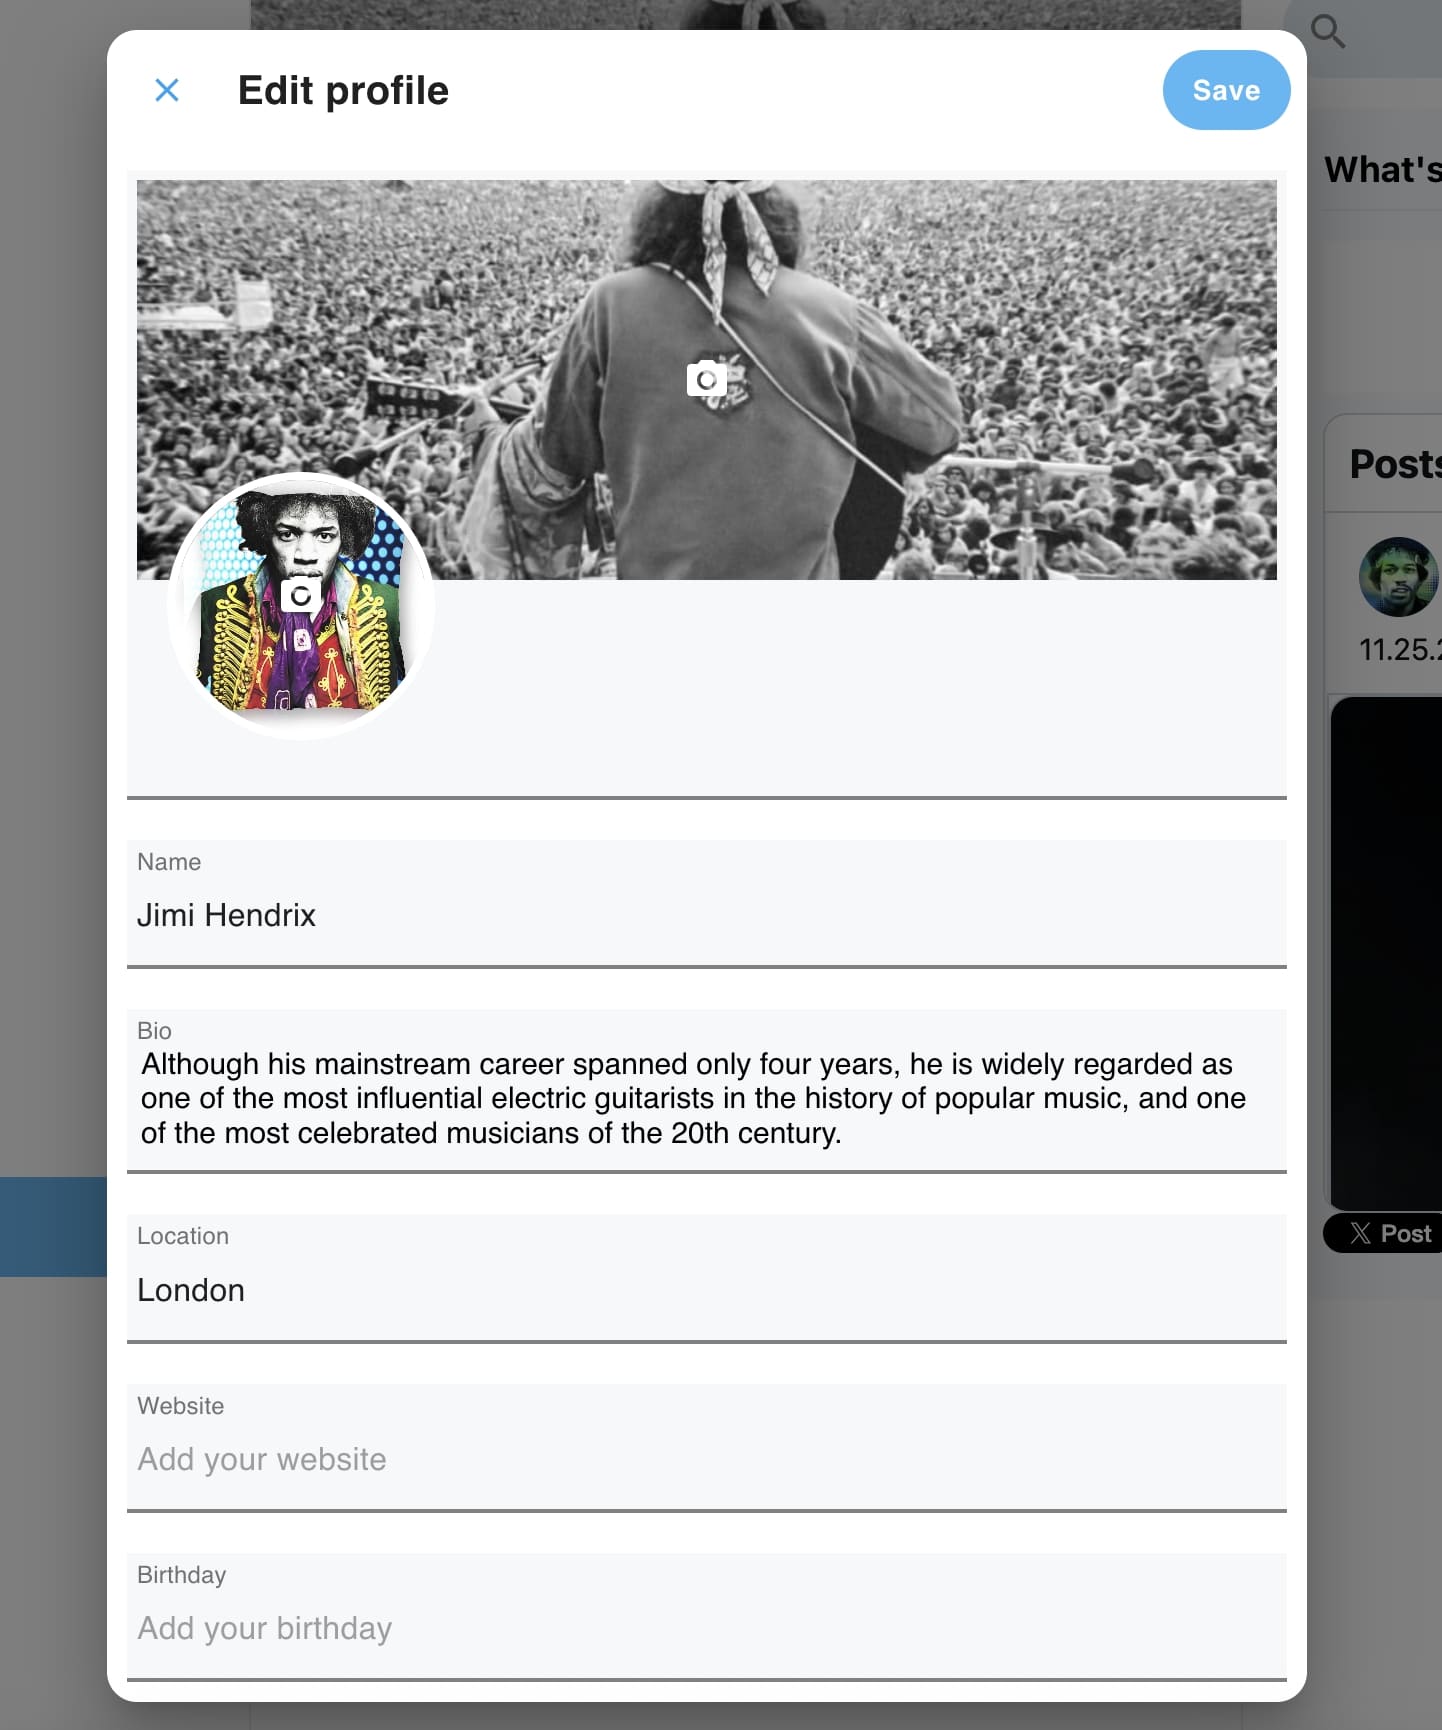 Edit profile
Save
What's
Posts
11.25.
Name
Jimi Hendrix
Bio
Although his mainstream career spanned only four years, he is widely regarded as
one of the most influential electric guitarists in the history of popular music, and one
of the most celebrated musicians of the 20th century.
Post
Location
London
Website
Add your website
Birthday
Add your birthday